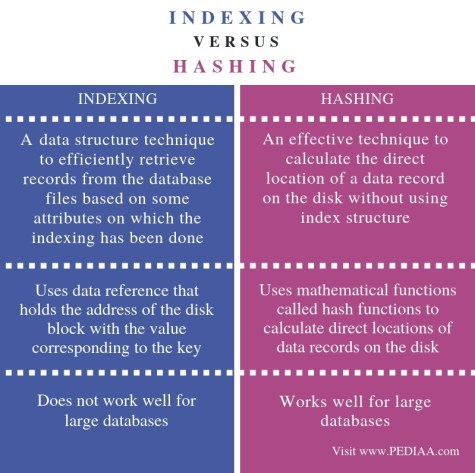 INDEXING
VERSUS
HASHING
INDEXING
A data structure technique
to efficiently retrieve
records from the database
files based on some
attributes on which the
indexing has been done
Uses data reference that
holds the address of the disk
block with the value
corresponding to the key
Does not work well for
large databases
HASHING
An effective technique to
calculate the direct
location of a data record
on the disk without using
index structure
Uses mathematical functions
called hash functions to
calculate direct locations of
data records on the disk
Works well for large
databases
Visit www.PEDIAA.com